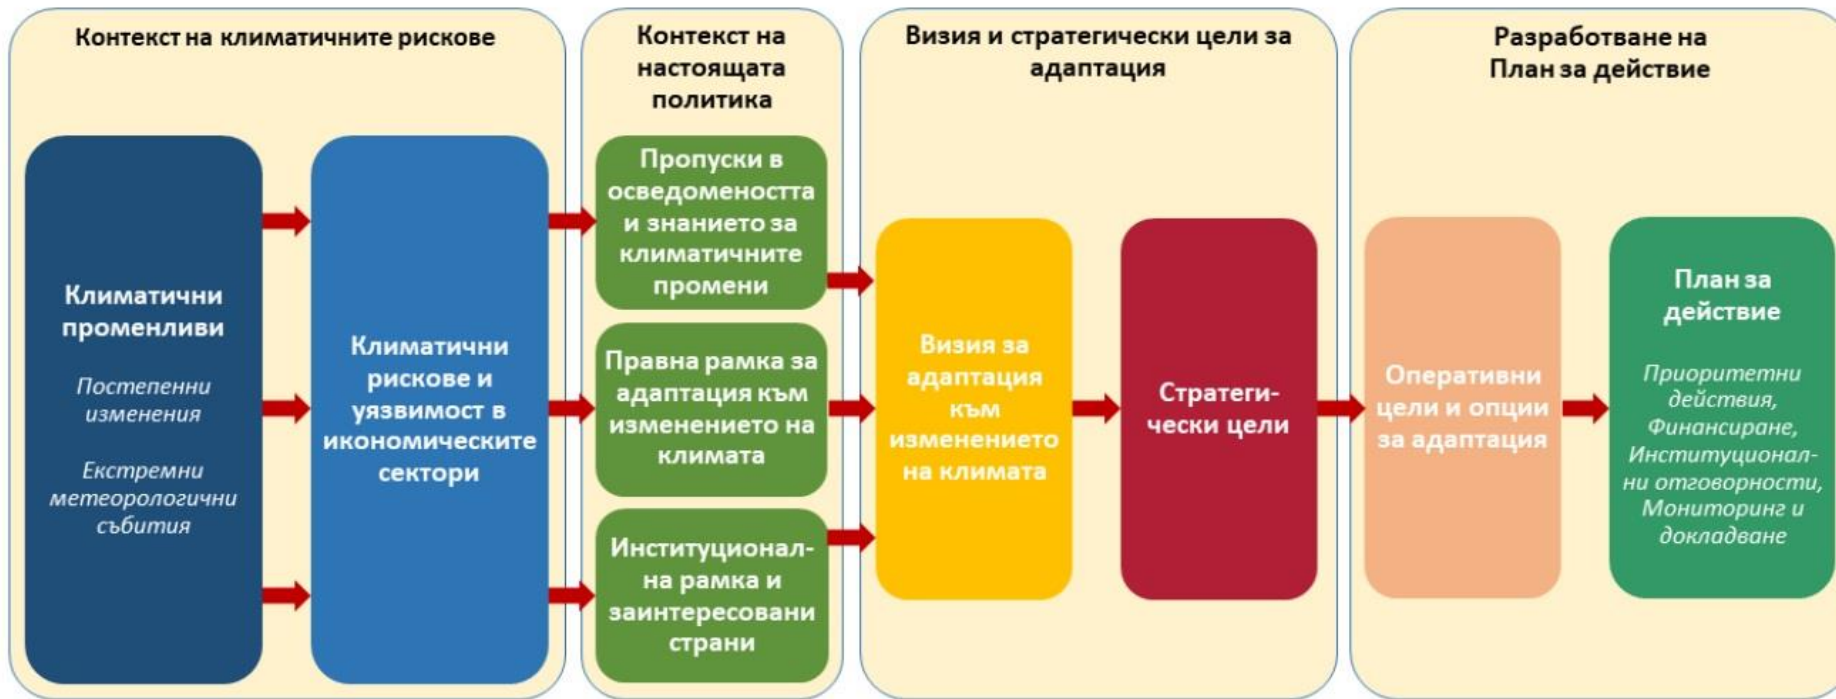 Контекст на климатичните рискове
Климатични
променливи
Постепенни
изменения
Екстремни
метеорологични
събития
Климатични
рискове и
уязвимост в
икономическите
сектори
Контекст на
настоящата
политика
Пропуски в
осведомеността
и знанието за
климатичните
промени
Правна рамка за
адаптация към
изменението на
климата
Институционал-
на рамка и
заинтересовани
страни
Визия и стратегически цели за
адаптация
Визия за
адаптация
към
изменението
на климата
Стратеги-
чески цели
Разработване на
План за действие
Оперативни
цели и опции
за адаптация
План за
действие
Приоритетни
действия,
Финансиране,
Институционал-
ни отговорности,
Мониторинг и
докладване